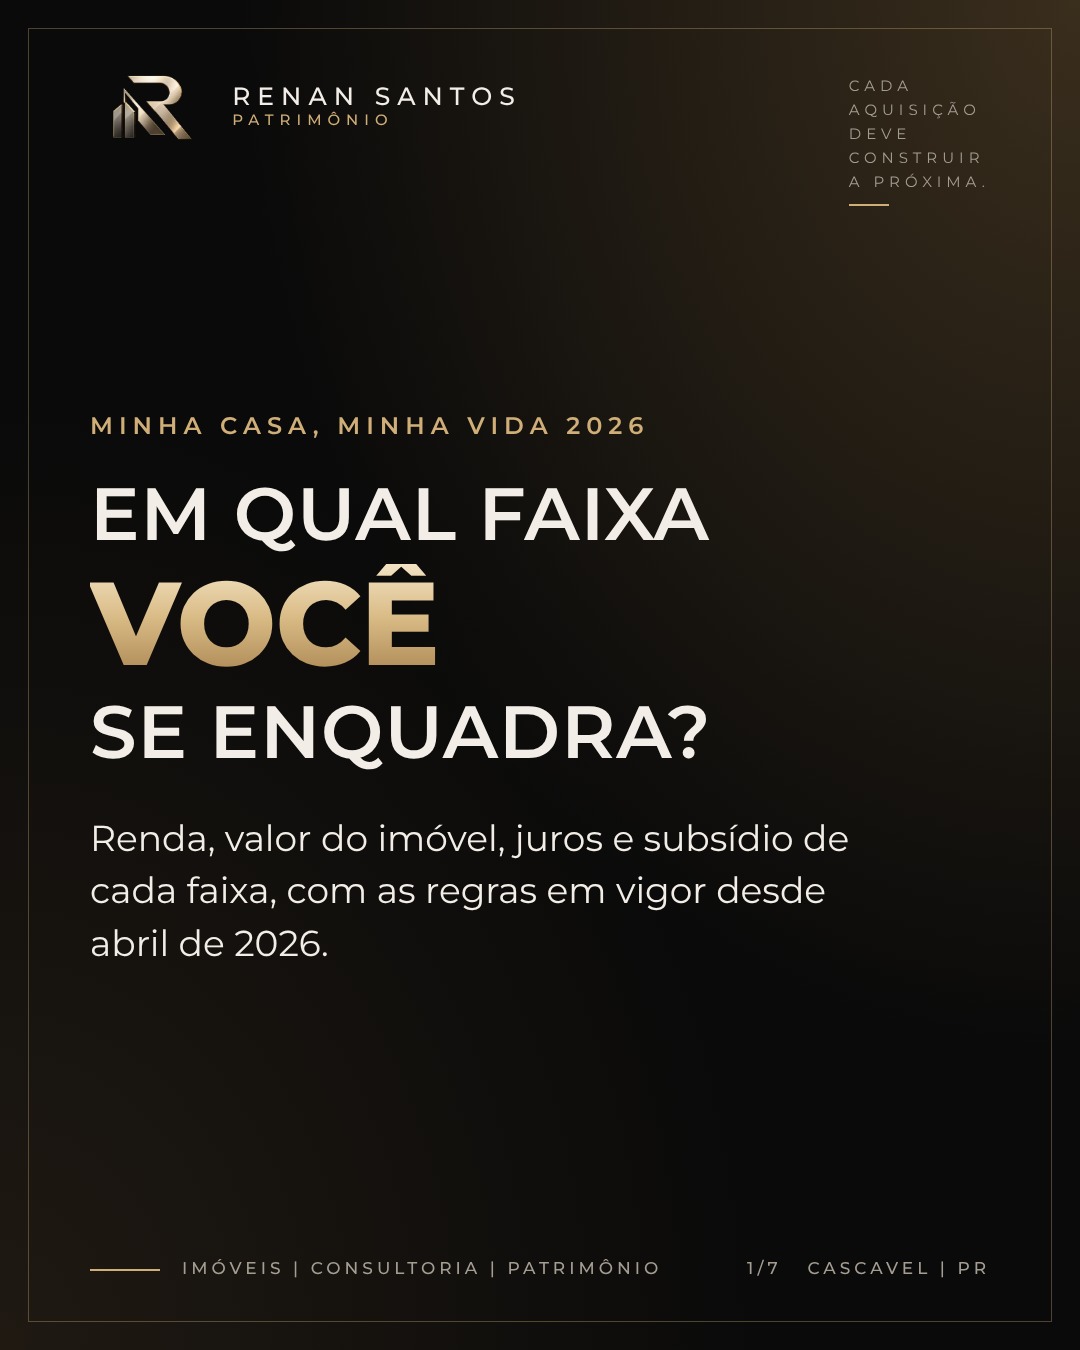 RENAN SANTOS
PATRIMÔNIO
CADA
AQUISIÇÃO
DEVE
CONSTRUIR
A PRÓXIMA.
MINHA CASA, MINHA VIDA 2026
EM QUAL FAIXA
VOCÊ
SE ENQUADRA?
Renda, valor do imóvel, juros e subsídio de
cada faixa, com as regras em vigor desde
abril de 2026.
IMÓVEIS | CONSULTORIA | PATRIMÔNIO
1/7 CASCAVEL | PR